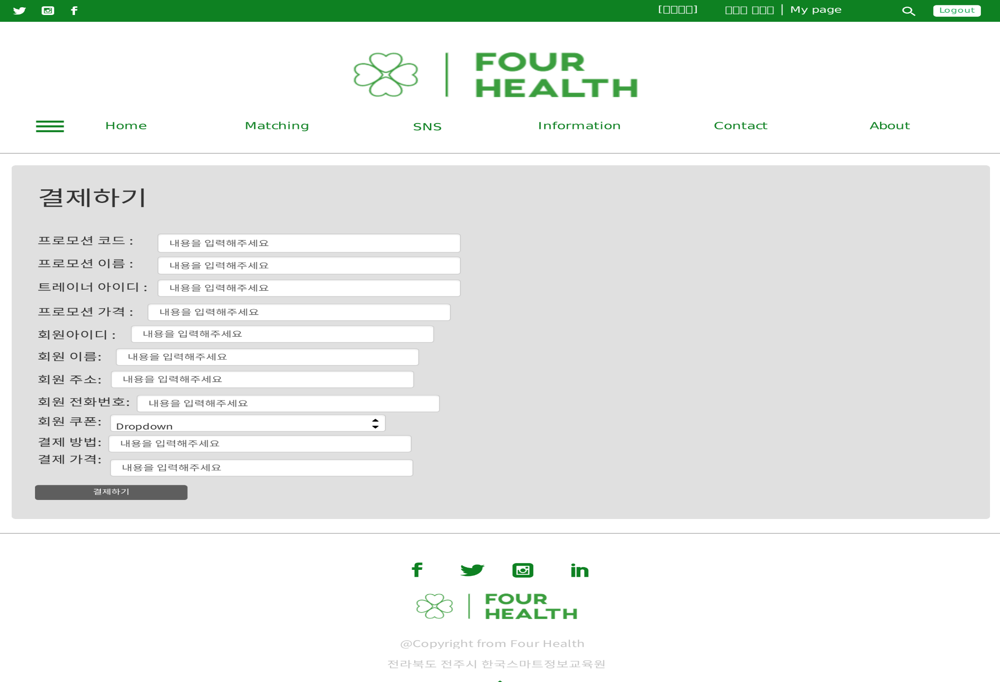 My page
Logout
FOUR
HEALTH
Home
Matching
SNS
Information
Contact
About
결제하기
프로모션 코드 :
내용을 입력해주세요
프로모션 이름 :
내용을 입력해주세요
트레이너 아이디 :
내용을 입력해주세요
프로모션 가격 :
내용을 입력해주세요
회원아이디 :
내용을 입력해주세요
회원 이름:
내용을 입력해주세요
회원 주소:
내용을 입력해주세요
회원 전화번호:
내용을 입력해주세요
회원 쿠폰:
Dropdown
결제 방법:
내용을 입력해주세요
결제 가격:
내용을 입력해주세요
결제하기
FOUR
HEALTH
@Copyright from Four Health
전라북도 전주시 한국스마트정보교육원